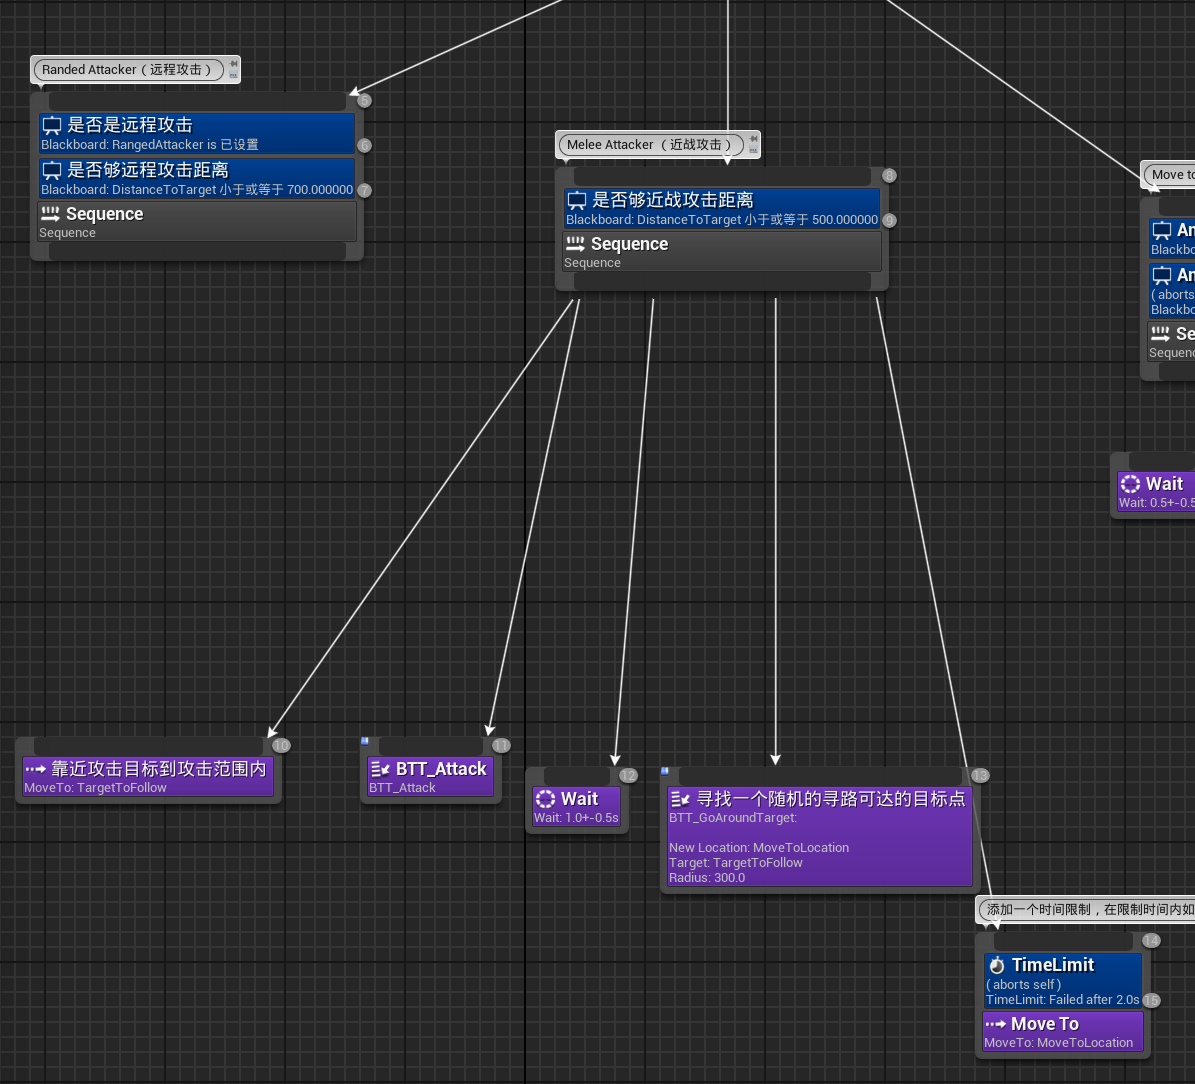 Randed Attacker ( 远程攻击 )
5
是否是远程攻击
Blackboard: RangedAttacker is 已设置
6
是否够远程攻击距离
Blackboard: DistanceToTarget 小于或等于 700.000000
7
Sequence
Sequence
Melee Attacker （近战攻击）
8
是否够近战攻击距离
Blackboard: DistanceToTarget 小于或等于 500.000000
9
Sequence
Sequence
Move to
An
Blackbo
An
( aborts
Blackbo
Se
Sequenc
Wait
Wait: 0.5+-0.5
10
靠近攻击目标到攻击范围内
MoveTo: TargetToFollow
11
BTT_Attack
BTT_Attack
12
Wait
Wait: 1.0+-0.5s
13
寻找一个随机的寻路可达的目标点
BTT_GoAroundTarget:
New Location: MoveToLocation
Target: TargetToFollow
Radius: 300.0
添加一个时间限制，在限制时间内如
14
TimeLimit
( aborts self )
TimeLimit: Failed after 2.0s
15
Move To
MoveTo: MoveToLocation